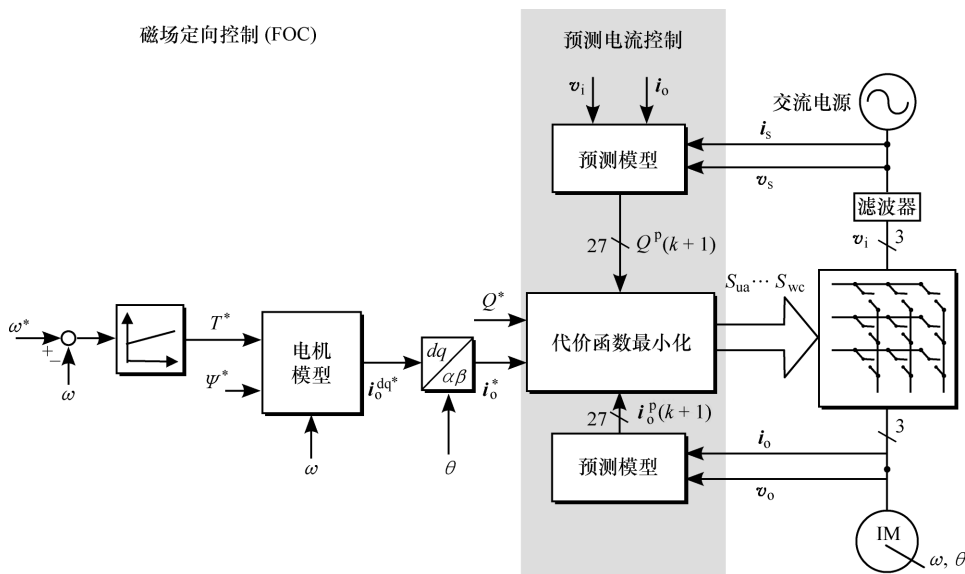 磁场定向控制 (FOC)
预测电流控制
v_i
i_o
交流电源
预测模型
i_s
v_s
滤波器
v_i
3
27
Q^p(k + 1)
S_ua ··· S_wc
Q*
代价函数最小化
ω*
+
−
ω
T*
Ψ*
电机
模型
ω
i_o^dq*
dq
αβ
θ
i_o^*
27
i_o^p(k + 1)
预测模型
i_o
v_o
3
IM
ω, θ